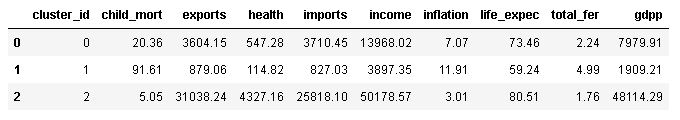 cluster_id child_mort exports health imports income inflation life_expec total_fer gdpp
0 0 20.36 3604.15 547.28 3710.45 13968.02 7.07 73.46 2.24 7979.91
1 1 91.61 879.06 114.82 827.03 3897.35 11.91 59.24 4.99 1909.21
2 2 5.05 31038.24 4327.16 25818.10 50178.57 3.01 80.51 1.76 48114.29